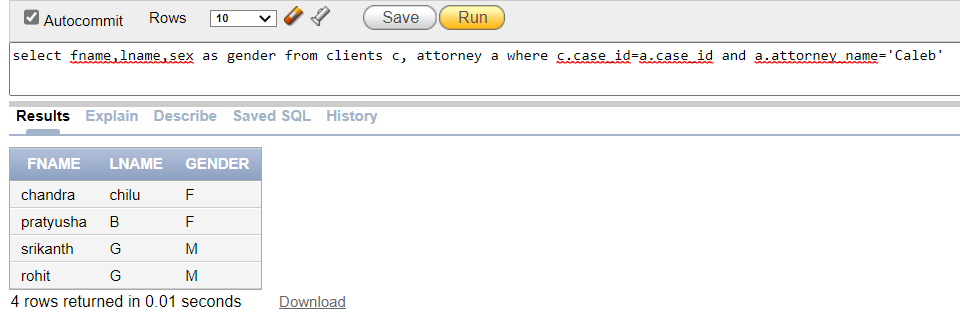 Autocommit Rows 10 Save Run
select fname,lname,sex as gender from clients c, attorney a where c.case_id=a.case_id and a.attorney_name='Caleb'
Results Explain Describe Saved SQL History
FNAME LNAME GENDER
chandra chilu F
pratyusha B F
srikanth G M
rohit G M
4 rows returned in 0.01 seconds Download